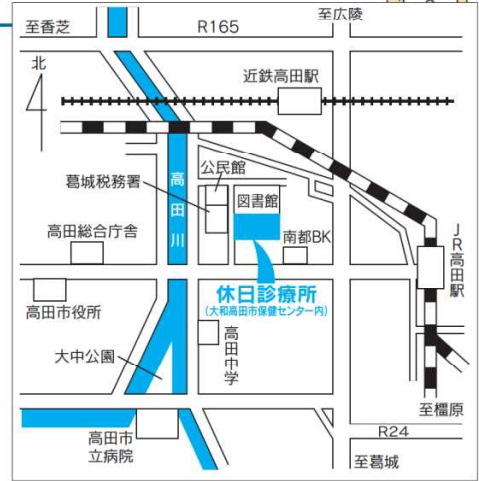 至香芝
R165
至広陵
北
近鉄高田駅
公民館
葛城税務署
高田川
図書館
高田総合庁舎
南都BK
JR高田駅
休日診療所
(大和高田市保健センター内)
高田市役所
高田中学
大中公園
至橿原
高田市
立病院
R24
至葛城